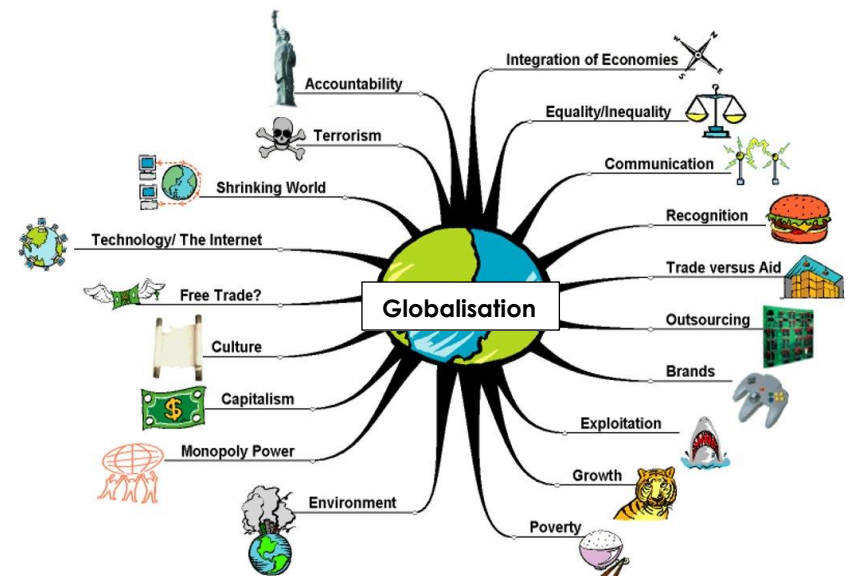 Accountability
Terrorism
Shrinking World
Technology/ The Internet
Free Trade?
Culture
Capitalism
Monopoly Power
Environment
Globalisation
Integration of Economies
N
W
E
S
Equality/Inequality
Communication
Recognition
Trade versus Aid
Outsourcing
Brands
Exploitation
Growth
Poverty
$